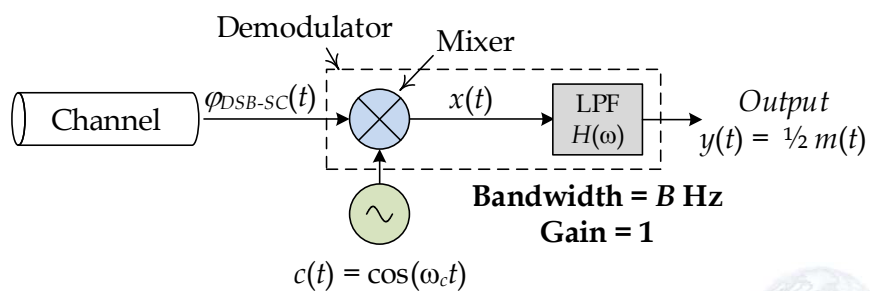 Demodulator
Mixer
Channel
φDSB-SC(t)
x(t)
LPF
H(ω)
Output
y(t) = ½ m(t)
Bandwidth = B Hz
Gain = 1
c(t) = cos(ωct)